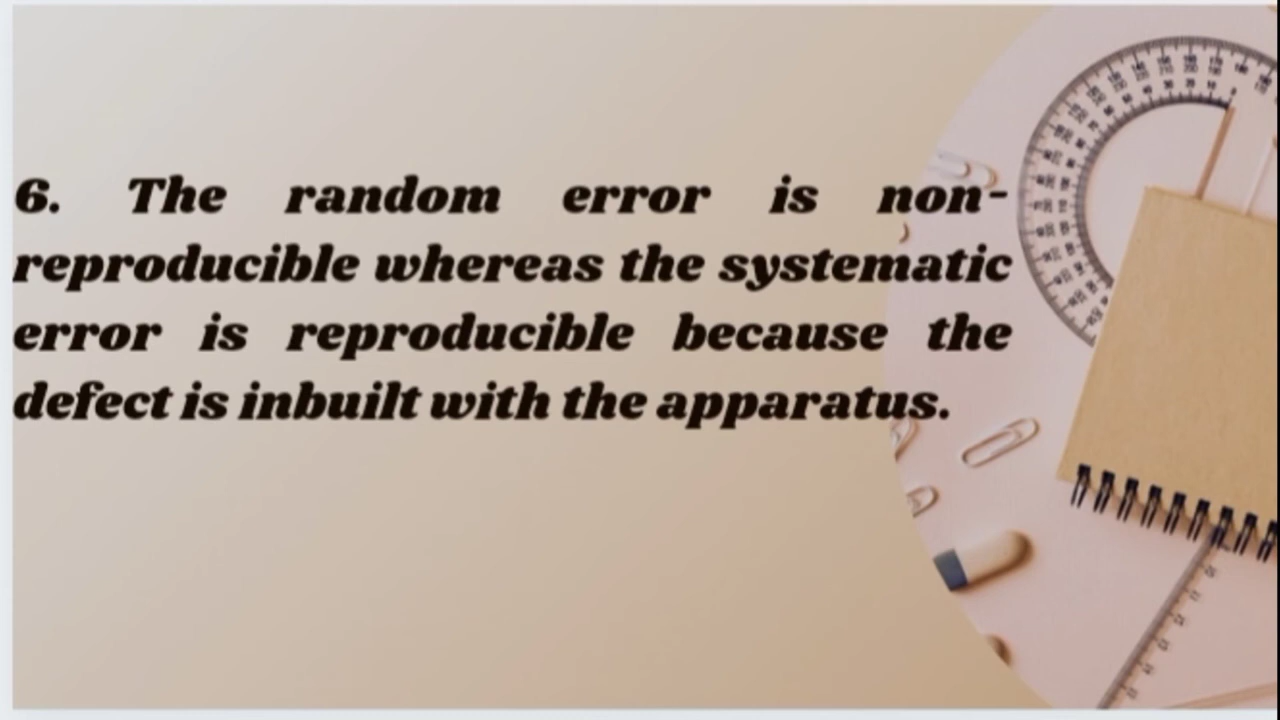 6. The random error is non-
reproducible whereas the systematic
error is reproducible because the
defect is inbuilt with the apparatus.